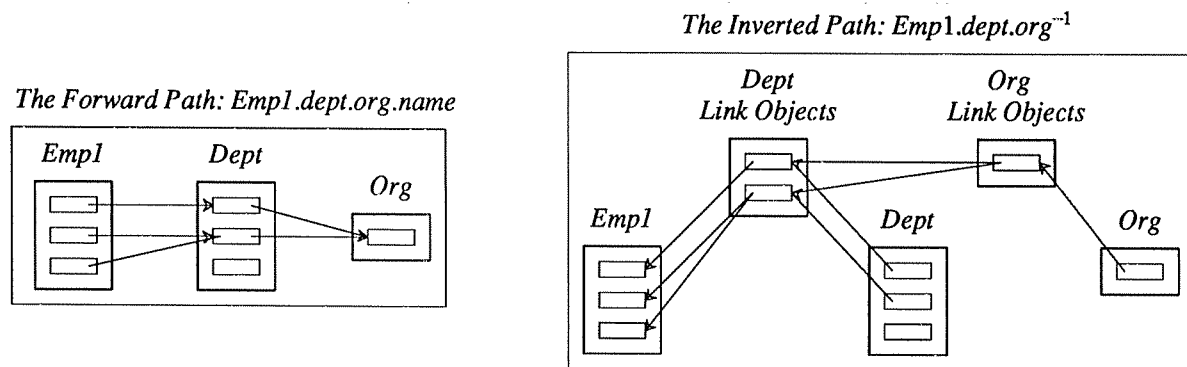 The Forward Path: Emp1.dept.org.name
Emp1
Dept
Org
The Inverted Path: Emp1.dept.org⁻¹
Dept
Link Objects
Org
Link Objects
Emp1
Dept
Org